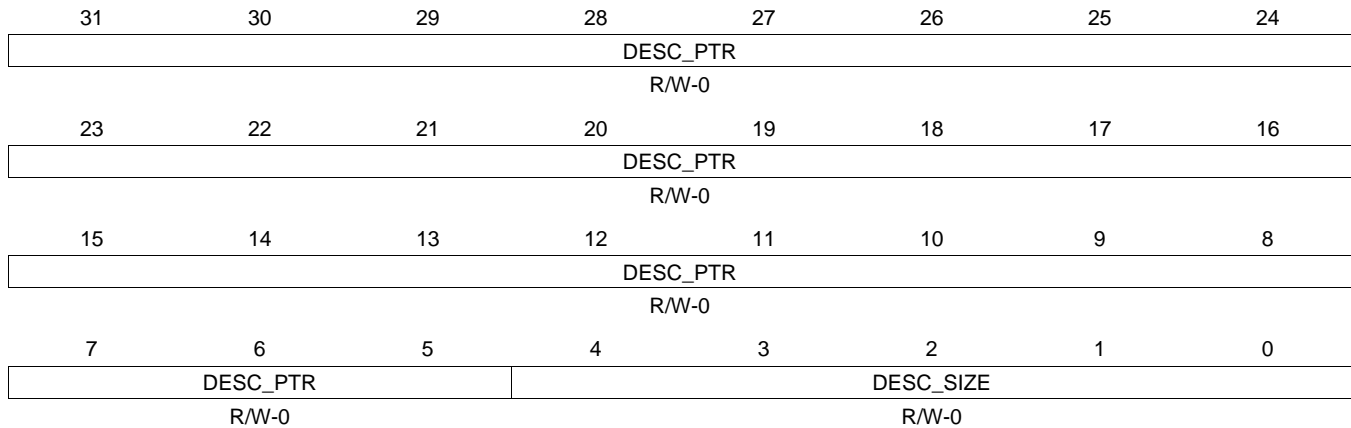 31 30 29 28 27 26 25 24
DESC_PTR
R/W-0
23 22 21 20 19 18 17 16
DESC_PTR
R/W-0
15 14 13 12 11 10 9 8
DESC_PTR
R/W-0
7 6 5 4 3 2 1 0
DESC_PTR DESC_SIZE
R/W-0 R/W-0